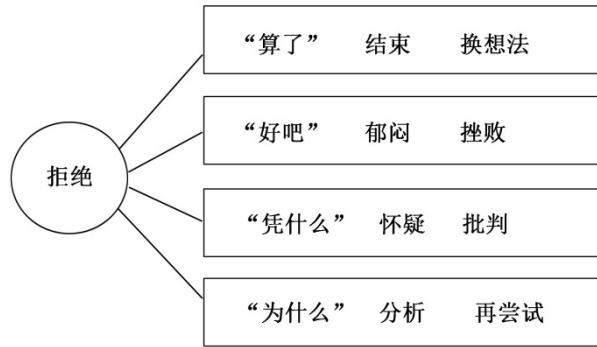 “算了” 结束 换想法
“好吧” 郁闷 挫败
拒绝
“凭什么” 怀疑 批判
“为什么” 分析 再尝试